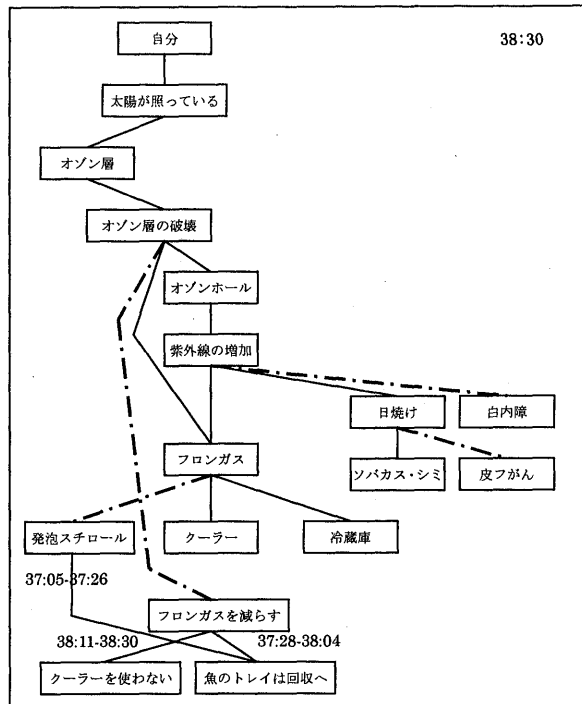 自分
38:30
太陽が照っている
オゾン層
オゾン層の破壊
オゾンホール
紫外線の増加
日焼け
白内障
フロンガス
ソバカス・シミ
皮フがん
発泡スチロール
クーラー
冷蔵庫
37:05-37:26
フロンガスを減らす
38:11-38:30
37:28-38:04
クーラーを使わない
魚のトレイは回収へ